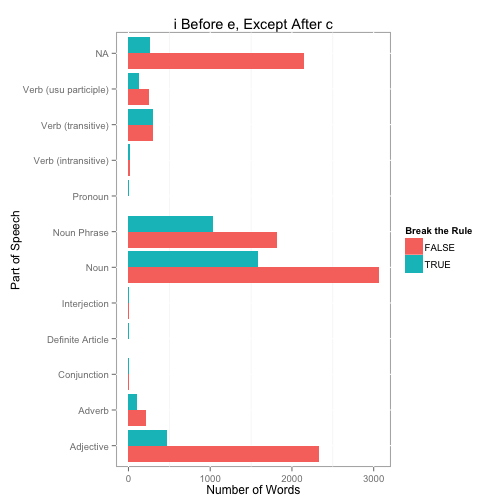 i Before e, Except After c
NA
Verb (usu participle)
Verb (transitive)
Verb (intransitive)
Pronoun
Noun Phrase
Noun
Interjection
Definite Article
Conjunction
Adverb
Adjective
Part of Speech
0 1000 2000 3000
Number of Words
Break the Rule
FALSE
TRUE